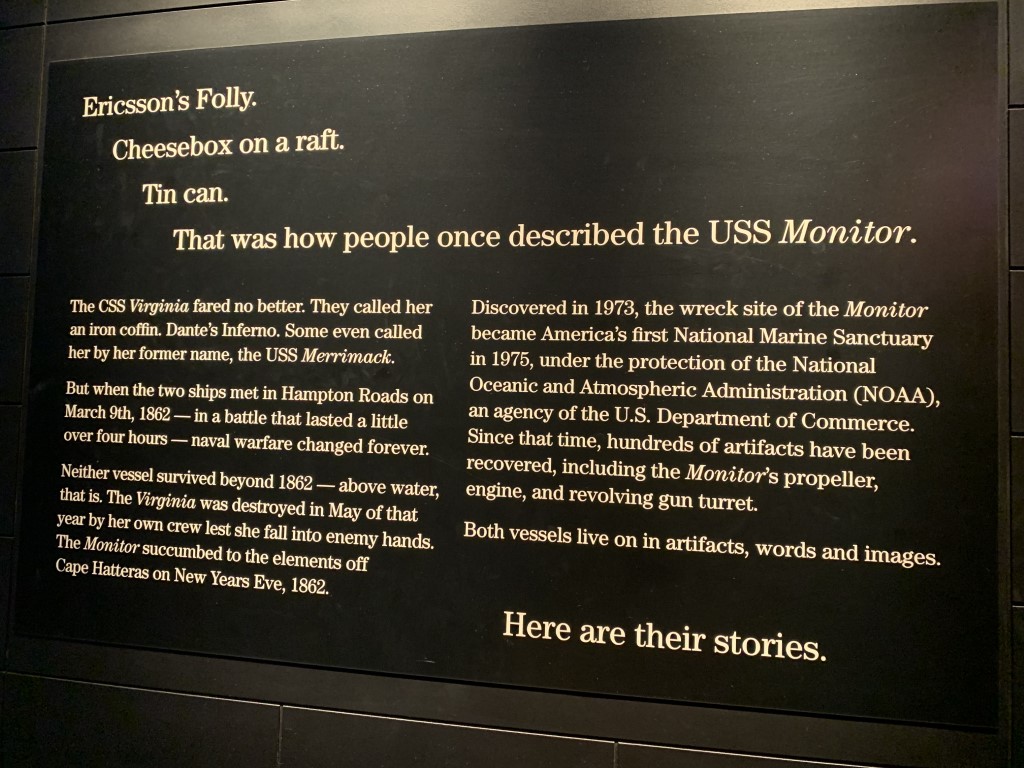 Ericsson's Folly.
Cheesebox on a raft.
Tin can.
That was how people once described the USS Monitor.
The CSS Virginia fared no better. They called her
an iron coffin. Dante's Inferno. Some even called
her by her former name, the USS Merrimack.
But when the two ships met in Hampton Roads on
March 9th, 1862 — in a battle that lasted a little
over four hours — naval warfare changed forever.
Neither vessel survived beyond 1862 — above water,
that is. The Virginia was destroyed in May of that
year by her own crew lest she fall into enemy hands.
The Monitor succumbed to the elements off
Cape Hatteras on New Years Eve, 1862.
Discovered in 1973, the wreck site of the Monitor
became America's first National Marine Sanctuary
in 1975, under the protection of the National
Oceanic and Atmospheric Administration (NOAA),
an agency of the U.S. Department of Commerce.
Since that time, hundreds of artifacts have been
recovered, including the Monitor's propeller,
engine, and revolving gun turret.
Both vessels live on in artifacts, words and images.
Here are their stories.